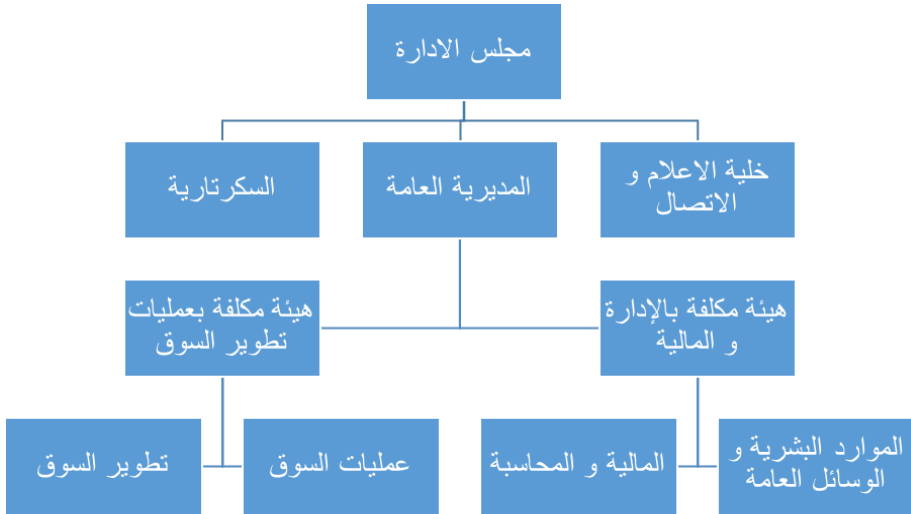 مجلس الادارة
خلية الاعلام و
الاتصال
المديرية العامة
السكرتارية
هيئة مكلفة بالإدارة
و المالية
هيئة مكلفة بعمليات
تطوير السوق
الموارد البشرية و
الوسائل العامة
المالية و المحاسبة
عمليات السوق
تطوير السوق